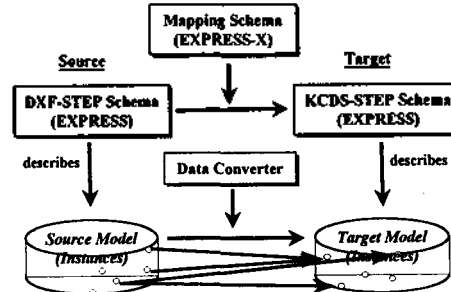 Mapping Schema
(EXPRESS-X)
Source
Target
DXF-STEP Schema
(EXPRESS)
KCDS-STEP Schema
(EXPRESS)
describes
Data Converter
describes
Source Model
(Instances)
Target Model
(Instances)